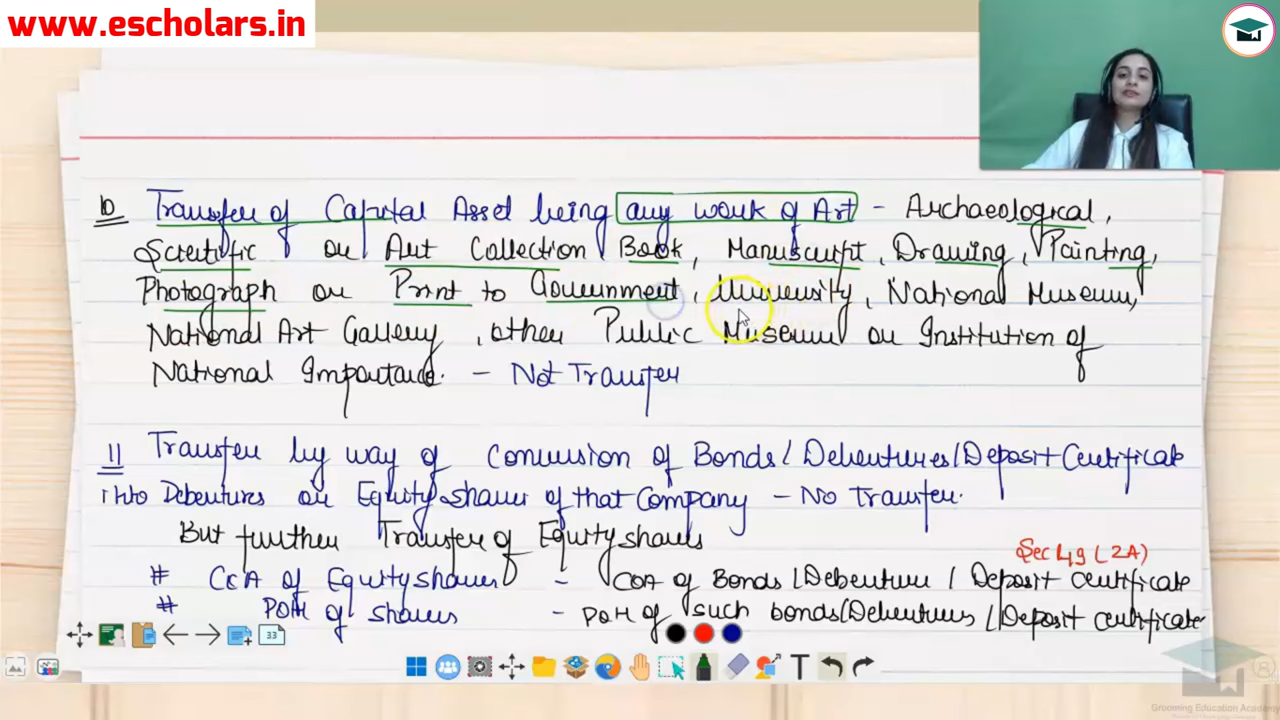 www.escholars.in
10 Transfer of Capital Asset being any work of Art - Archaeological,
Scientific or Art Collection Book, Manuscript, Drawing, Painting,
Photograph or Print to Government, University, National Museum,
National Art Gallery, other Public Museum or Institution of
National Importance. - Not Transfer
11 Transfer by way of Conversion of Bonds/Debentures/Deposit Certificate
into Debentures or Equity shares of that Company - No Transfer.
But further Transfer of Equity shares
Sec 49(2A)
# COA of Equity shares - COA of Bonds/Debenture/Deposit certificate
# POH of shares - POH of such bonds/Debentures/Deposit certificate
33
T
Grooming Education Academy